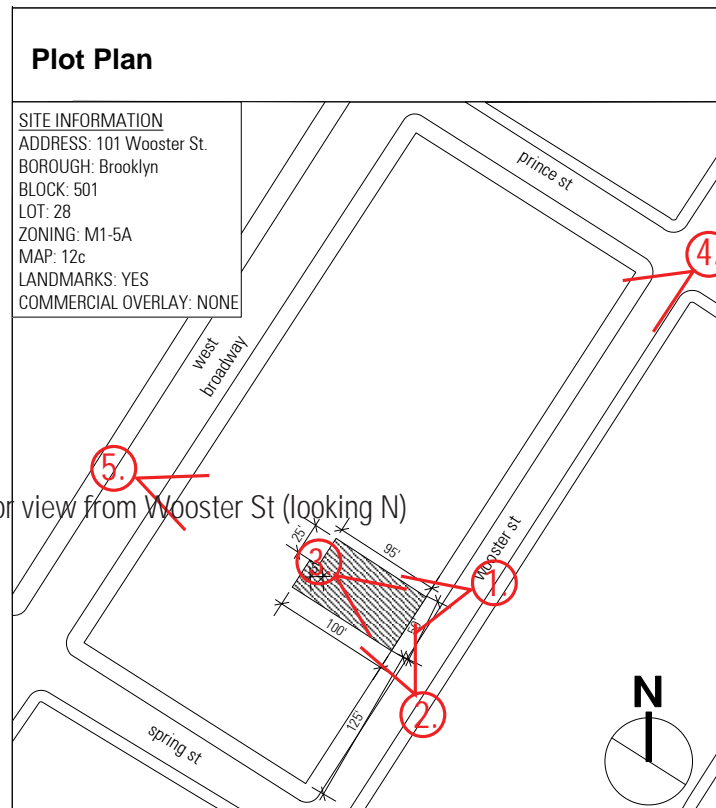 Plot Plan
SITE INFORMATION
ADDRESS: 101 Wooster St.
BOROUGH: Brooklyn
BLOCK: 501
LOT: 28
ZONING: M1-5A
MAP: 12c
LANDMARKS: YES
COMMERCIAL OVERLAY: NONE
prince st
4.
west
broadway
5.
or view from Wooster St (looking N)
wooster st
25'
95'
3.
1.
100'
2.
125'
spring st
N